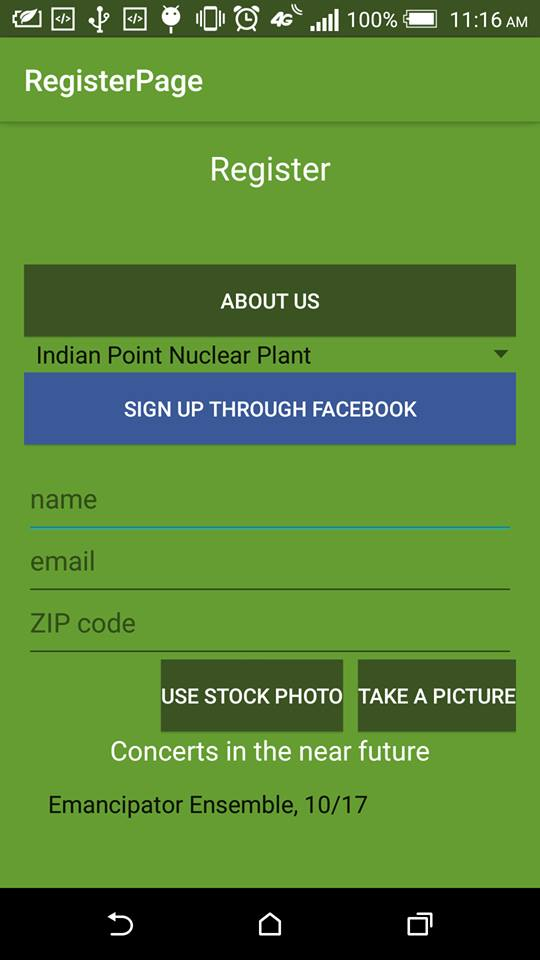 4G 100% 11:16 AM
RegisterPage
Register
ABOUT US
Indian Point Nuclear Plant
SIGN UP THROUGH FACEBOOK
name
email
ZIP code
USE STOCK PHOTO TAKE A PICTURE
Concerts in the near future
Emancipator Ensemble, 10/17